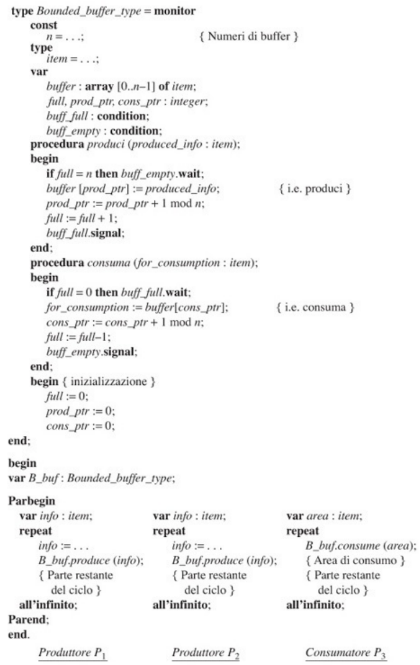 type Bounded_buffer_type = monitor
const
n = . . .; { Numeri di buffer }
type
item = . . .;
var
buffer : array [0..n–1] of item;
full, prod_ptr, cons_ptr : integer;
buff_full : condition;
buff_empty : condition;
procedura produci (produced_info : item);
begin
if full = n then buff_empty.wait;
buffer [prod_ptr] := produced_info; { i.e. produci }
prod_ptr := prod_ptr + 1 mod n;
full := full + 1;
buff_full.signal;
end;
procedura consuma (for_consumption : item);
begin
if full = 0 then buff_full.wait;
for_consumption := buffer[cons_ptr]; { i.e. consuma }
cons_ptr := cons_ptr + 1 mod n;
full := full–1;
buff_empty.signal;
end;
begin { inizializzazione }
full := 0;
prod_ptr := 0;
cons_ptr := 0;
end;
begin
var B_buf : Bounded_buffer_type;
Parbegin
var info : item; var info : item; var area : item;
repeat repeat repeat
info := . . . info := . . . B_buf.consume (area);
B_buf.produce (info); B_buf.produce (info); { Area di consumo }
{ Parte restante { Parte restante { Parte restante
del ciclo } del ciclo } del ciclo }
all'infinito; all'infinito; all'infinito;
Parend;
end.
Produttore P1 Produttore P2 Consumatore P3